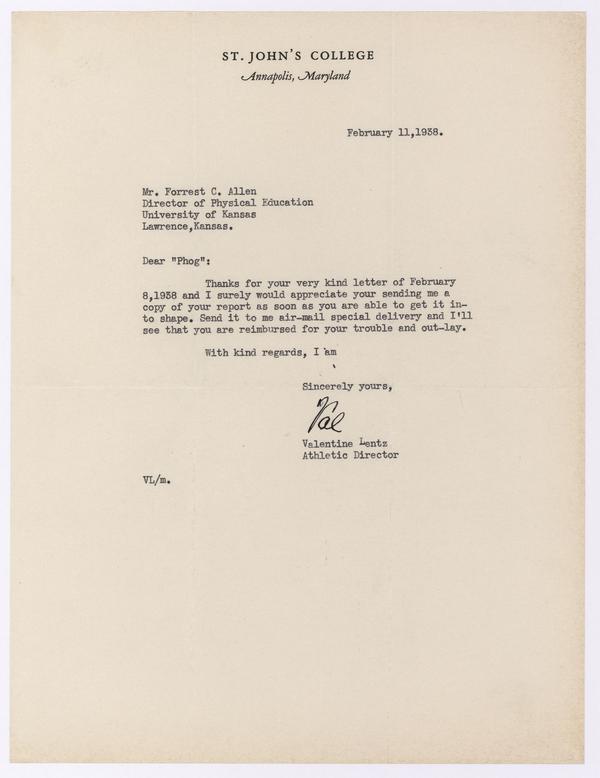 ST. JOHN'S COLLEGE
Annapolis, Maryland
February 11,1938.
Mr. Forrest C. Allen
Director of Physical Education
University of Kansas
Lawrence,Kansas.
Dear "Phog":
Thanks for your very kind letter of February
8,1938 and I surely would appreciate your sending me a
copy of your report as soon as you are able to get it in-
to shape. Send it to me air-mail special delivery and I'll
see that you are reimbursed for your trouble and out-lay.
With kind regards, I am
Sincerely yours,
Val
Valentine Lentz
Athletic Director
VL/m.